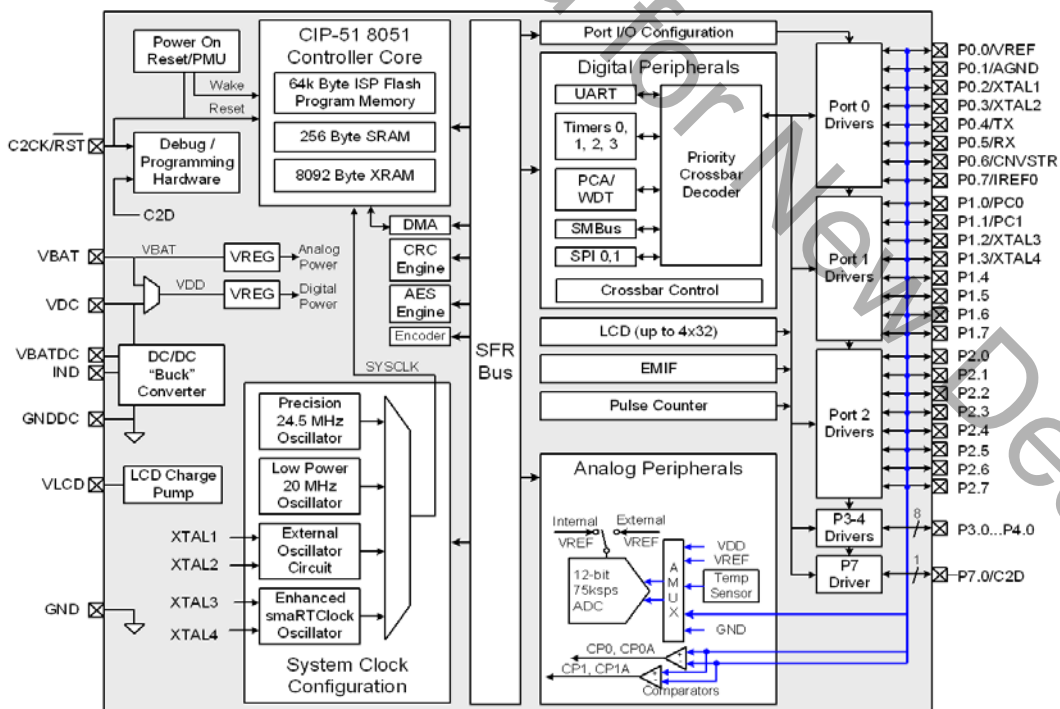 Power On
Reset/PMU
Wake
Reset
C2CK/RST
Debug /
Programming
Hardware
C2D
CIP-51 8051
Controller Core
64k Byte ISP Flash
Program Memory
256 Byte SRAM
8092 Byte XRAM
DMA
CRC
Engine
AES
Engine
Encoder
VBAT
VBAT
VREG
Analog
Power
VDD
VREG
Digital
Power
VDC
VBATDC
IND
DC/DC
"Buck"
Converter
GNDDC
VLCD
LCD Charge
Pump
GND
SYSCLK
Precision
24.5 MHz
Oscillator
Low Power
20 MHz
Oscillator
XTAL1
XTAL2
External
Oscillator
Circuit
XTAL3
XTAL4
Enhanced
smaRTClock
Oscillator
System Clock
Configuration
SFR
Bus
Port I/O Configuration
Digital Peripherals
UART
Timers 0,
1, 2, 3
PCA/
WDT
SMBus
SPI 0,1
Priority
Crossbar
Decoder
Crossbar Control
LCD (up to 4x32)
EMIF
Pulse Counter
Analog Peripherals
Internal
VREF
External
VREF
12-bit
75ksps
ADC
A
M
U
X
VDD
VREF
Temp
Sensor
GND
CP0, CP0A
CP1, CP1A
+
-
+
-
Comparators
Port 0
Drivers
Port 1
Drivers
Port 2
Drivers
P3-4
Drivers
P7
Driver
8
1
P0.0/VREF
P0.1/AGND
P0.2/XTAL1
P0.3/XTAL2
P0.4/TX
P0.5/RX
P0.6/CNVSTR
P0.7/IREF0
P1.0/PC0
P1.1/PC1
P1.2/XTAL3
P1.3/XTAL4
P1.4
P1.5
P1.6
P1.7
P2.0
P2.1
P2.2
P2.3
P2.4
P2.5
P2.6
P2.7
P3.0...P4.0
P7.0/C2D
for New De